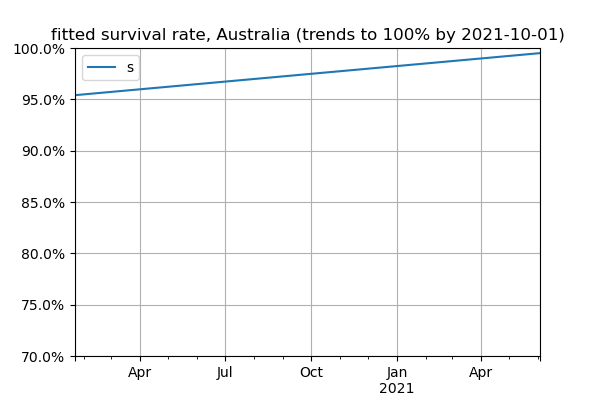 fitted survival rate, Australia (trends to 100% by 2021-10-01)
100.0%
s
95.0%
90.0%
85.0%
80.0%
75.0%
70.0%
Apr Jul Oct Jan Apr
2021